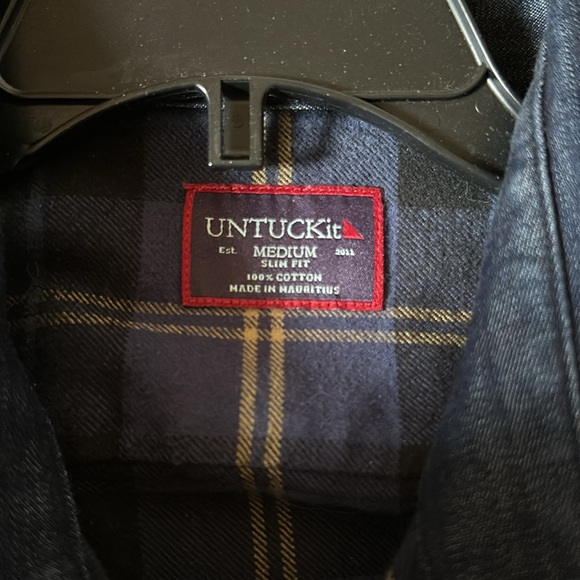 UNTUCKit
Est. MEDIUM 2011
SLIM FIT
100% COTTON
MADE IN MAURITIUS